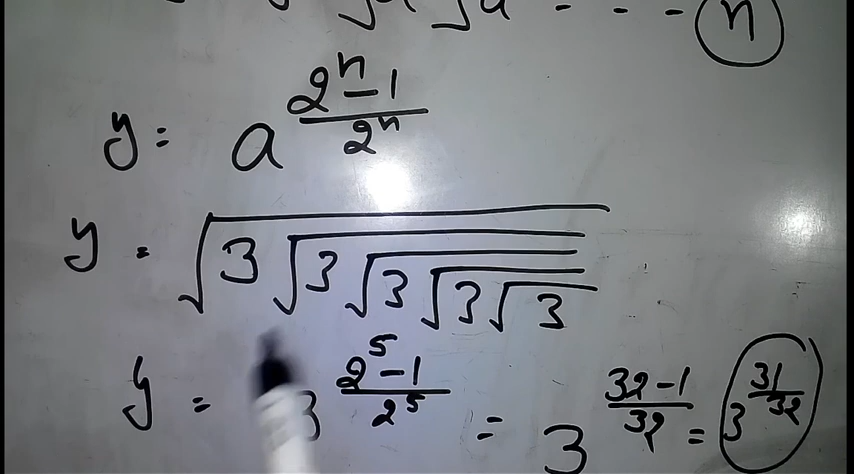 √a √a - - - n
y = a^((2^n - 1)/2^n)
y = √(3√(3√(3√(3√3))))
y = 3^((2^5 - 1)/2^5) = 3^((32 - 1)/32) = 3^(31/32)